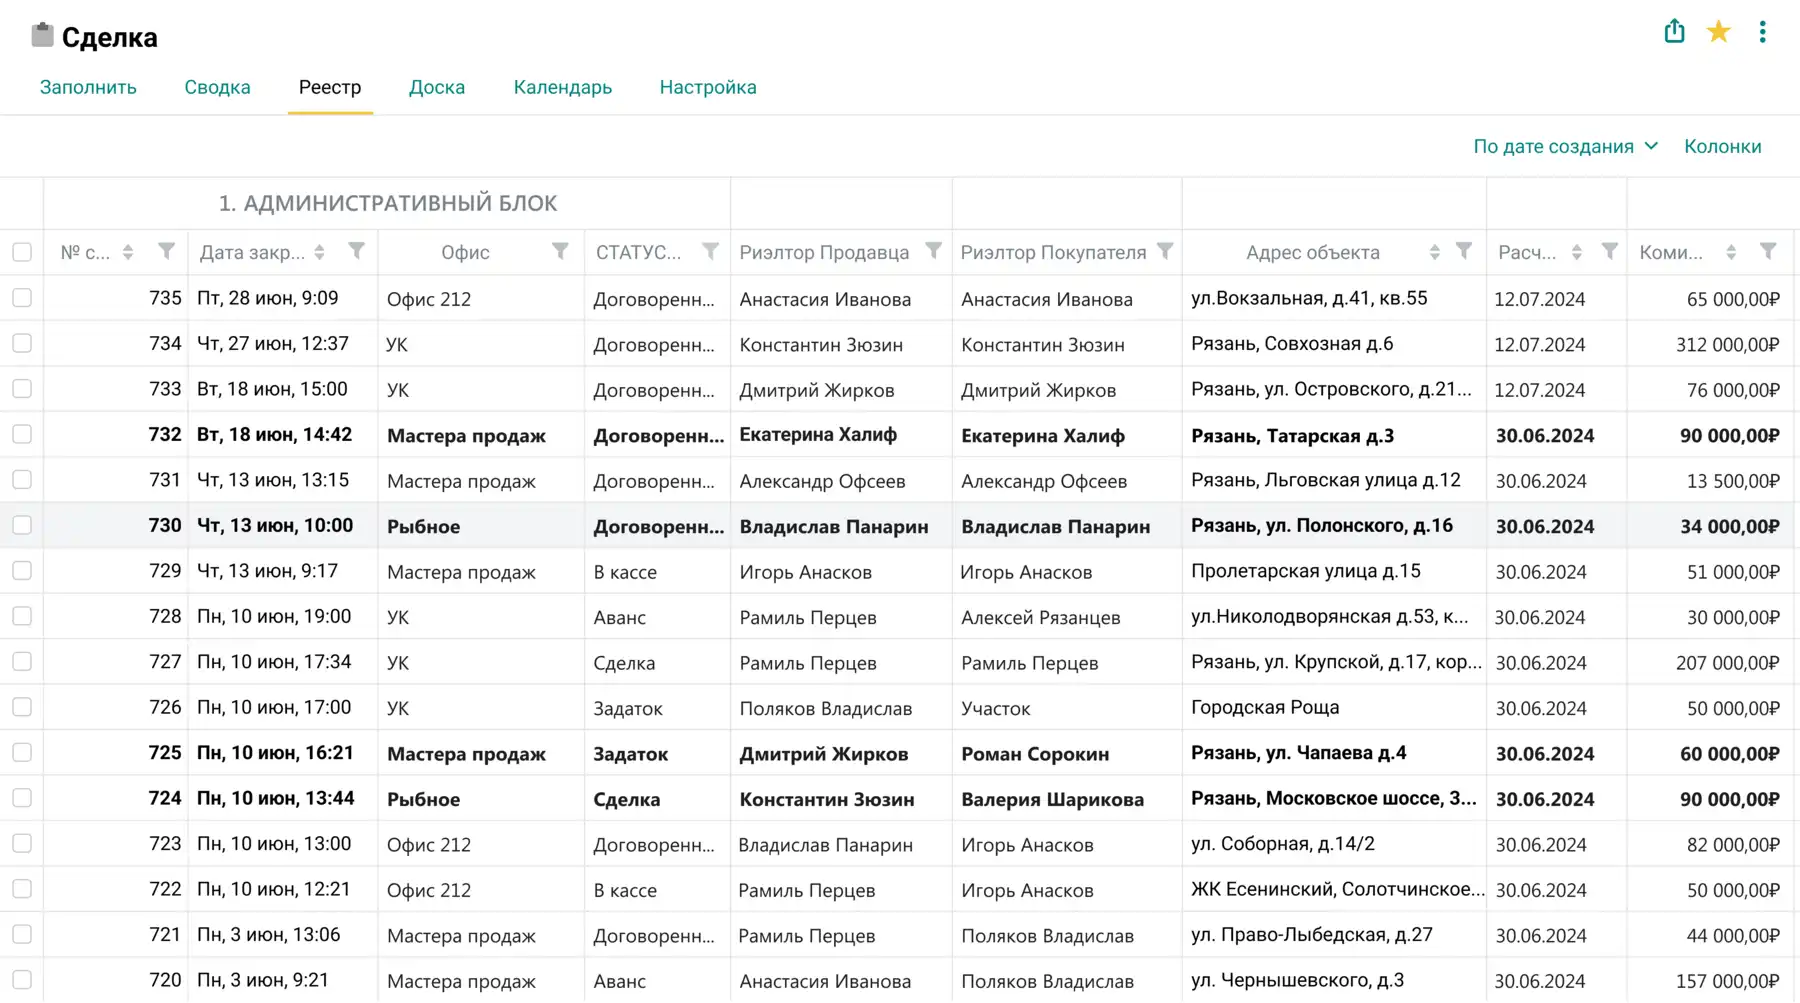 Сделка
Заполнить Сводка Реестр Доска Календарь Настройка
По дате создания Колонки
1. АДМИНИСТРАТИВНЫЙ БЛОК
№ с... Дата закр... Офис СТАТУС... Риэлтор Продавца Риэлтор Покупателя Адрес объекта Расч... Коми...
735 Пт, 28 июн, 9:09 Офис 212 Договоренн... Анастасия Иванова Анастасия Иванова ул.Вокзальная, д.41, кв.55 12.07.2024 65 000,00₽
734 Чт, 27 июн, 12:37 УК Договоренн... Константин Зюзин Константин Зюзин Рязань, Совхозная д.6 12.07.2024 312 000,00₽
733 Вт, 18 июн, 15:00 УК Договоренн... Дмитрий Жирков Дмитрий Жирков Рязань, ул. Островского, д.21... 12.07.2024 76 000,00₽
732 Вт, 18 июн, 14:42 Мастера продаж Договоренн... Екатерина Халиф Екатерина Халиф Рязань, Татарская д.3 30.06.2024 90 000,00₽
731 Чт, 13 июн, 13:15 Мастера продаж Договоренн... Александр Офсеев Александр Офсеев Рязань, Льговская улица д.12 30.06.2024 13 500,00₽
730 Чт, 13 июн, 10:00 Рыбное Договоренн... Владислав Панарин Владислав Панарин Рязань, ул. Полонского, д.16 30.06.2024 34 000,00₽
729 Чт, 13 июн, 9:17 Мастера продаж В кассе Игорь Анасков Игорь Анасков Пролетарская улица д.15 30.06.2024 51 000,00₽
728 Пн, 10 июн, 19:00 УК Аванс Рамиль Перцев Алексей Рязанцев ул.Николодворянская д.53, к... 30.06.2024 30 000,00₽
727 Пн, 10 июн, 17:34 УК Сделка Рамиль Перцев Рамиль Перцев Рязань, ул. Крупской, д.17, кор... 30.06.2024 207 000,00₽
726 Пн, 10 июн, 17:00 УК Задаток Поляков Владислав Участок Городская Роща 30.06.2024 50 000,00₽
725 Пн, 10 июн, 16:21 Мастера продаж Задаток Дмитрий Жирков Роман Сорокин Рязань, ул. Чапаева д.4 30.06.2024 60 000,00₽
724 Пн, 10 июн, 13:44 Рыбное Сделка Константин Зюзин Валерия Шарикова Рязань, Московское шоссе, 3... 30.06.2024 90 000,00₽
723 Пн, 10 июн, 13:00 Офис 212 Договоренн... Владислав Панарин Игорь Анасков ул. Соборная, д.14/2 30.06.2024 82 000,00₽
722 Пн, 10 июн, 12:21 Офис 212 В кассе Рамиль Перцев Игорь Анасков ЖК Есенинский, Солотчинское... 30.06.2024 50 000,00₽
721 Пн, 3 июн, 13:06 Мастера продаж Договоренн... Рамиль Перцев Поляков Владислав ул. Право-Лыбедская, д.27 30.06.2024 44 000,00₽
720 Пн, 3 июн, 9:21 Мастера продаж Аванс Анастасия Иванова Поляков Владислав ул. Чернышевского, д.3 30.06.2024 157 000,00₽